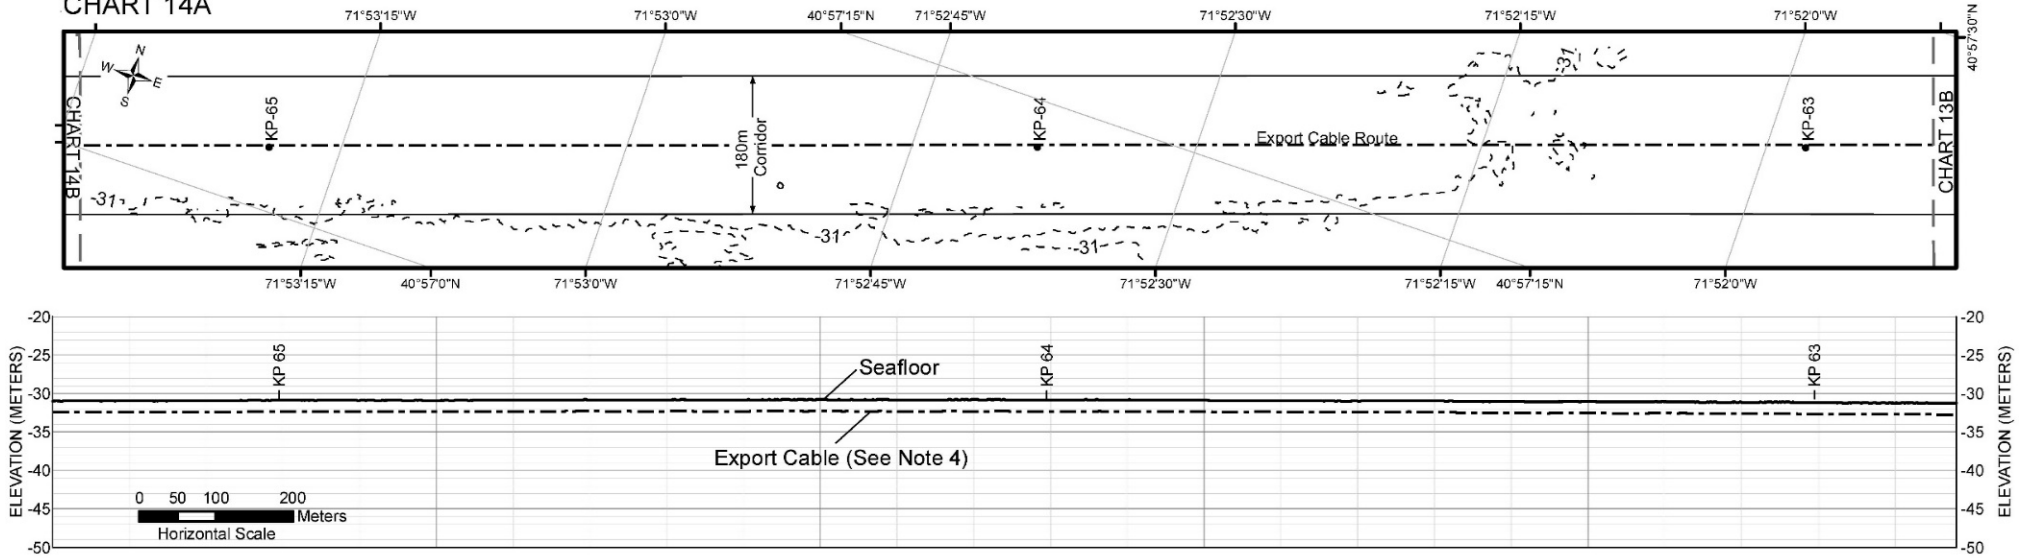 CHART 14A
71°53'15"W
71°53'0"W
40°57'15"N
71°52'45"W
71°52'30"W
71°52'15"W
71°52'0"W
40°57'30"N
N
W
E
S
CHART 14B
KP-65
180m
Corridor
KP-64
Export Cable Route
KP-63
CHART 13B
-31
-31
-31
-31
71°53'15"W
40°57'0"N
71°53'0"W
71°52'45"W
71°52'30"W
71°52'15"W
40°57'15"N
71°52'0"W
ELEVATION (METERS)
-20
-25
-30
-35
-40
-45
-50
KP 65
Seafloor
KP 64
KP 63
Export Cable (See Note 4)
0 50 100 200
Meters
Horizontal Scale
-20
-25
-30
-35
-40
-45
-50
ELEVATION (METERS)